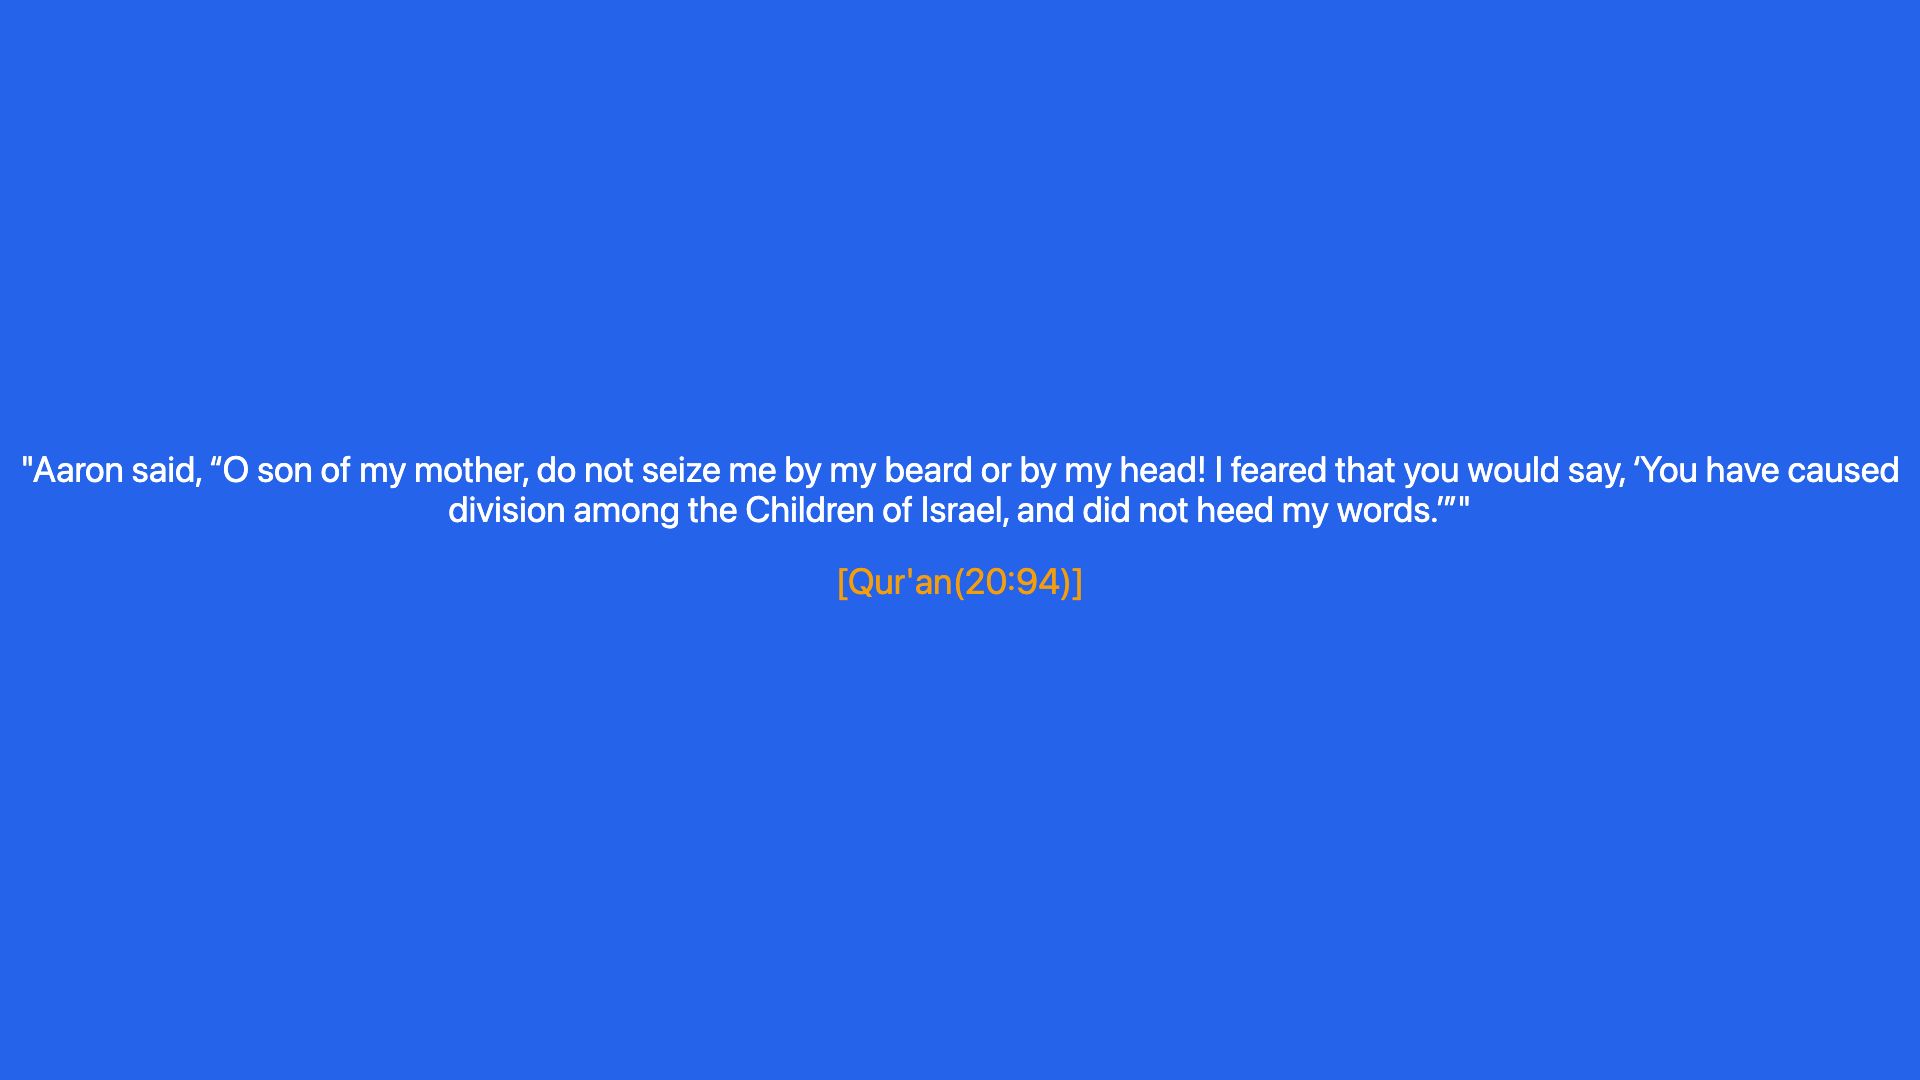 "Aaron said, “O son of my mother, do not seize me by my beard or by my head! I feared that you would say, ‘You have caused
division among the Children of Israel, and did not heed my words.’”"
[Qur'an(20:94)]